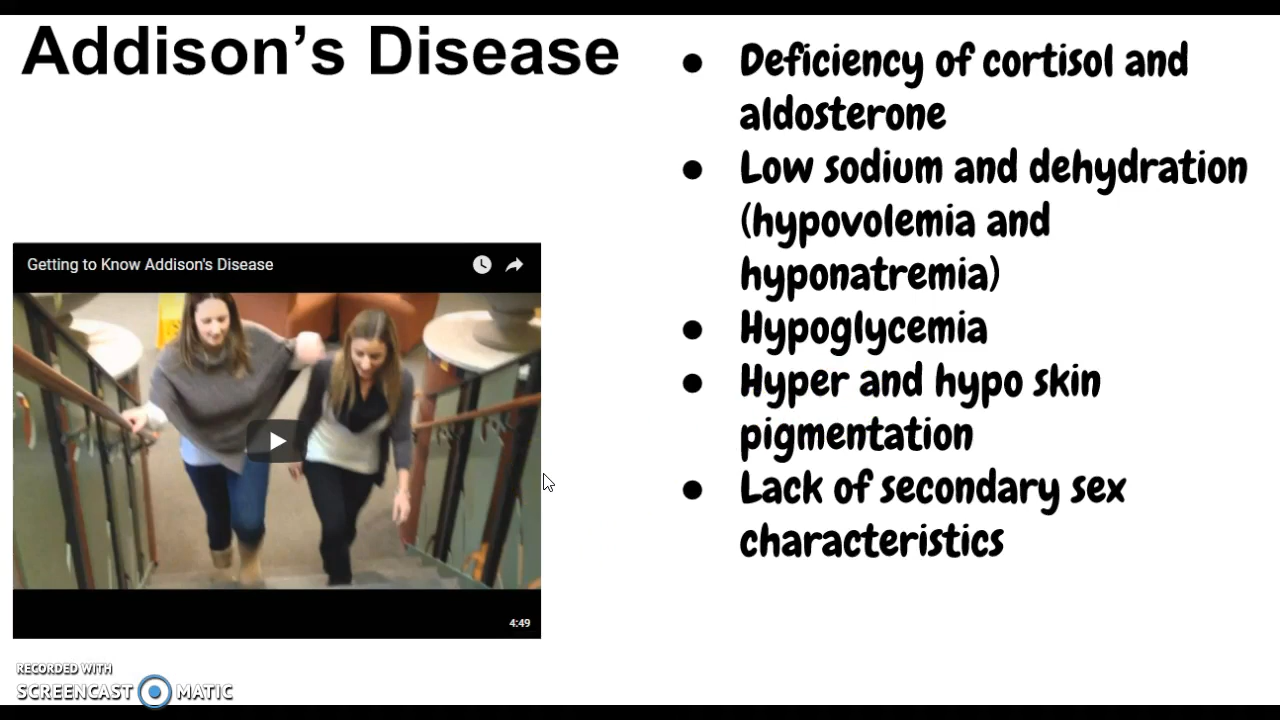 Addison's Disease
● Deficiency of cortisol and
aldosterone
● Low sodium and dehydration
(hypovolemia and
hyponatremia)
● Hypoglycemia
● Hyper and hypo skin
pigmentation
● Lack of secondary sex
characteristics
Getting to Know Addison's Disease
4:49
RECORDED WITH
SCREENCAST MATIC